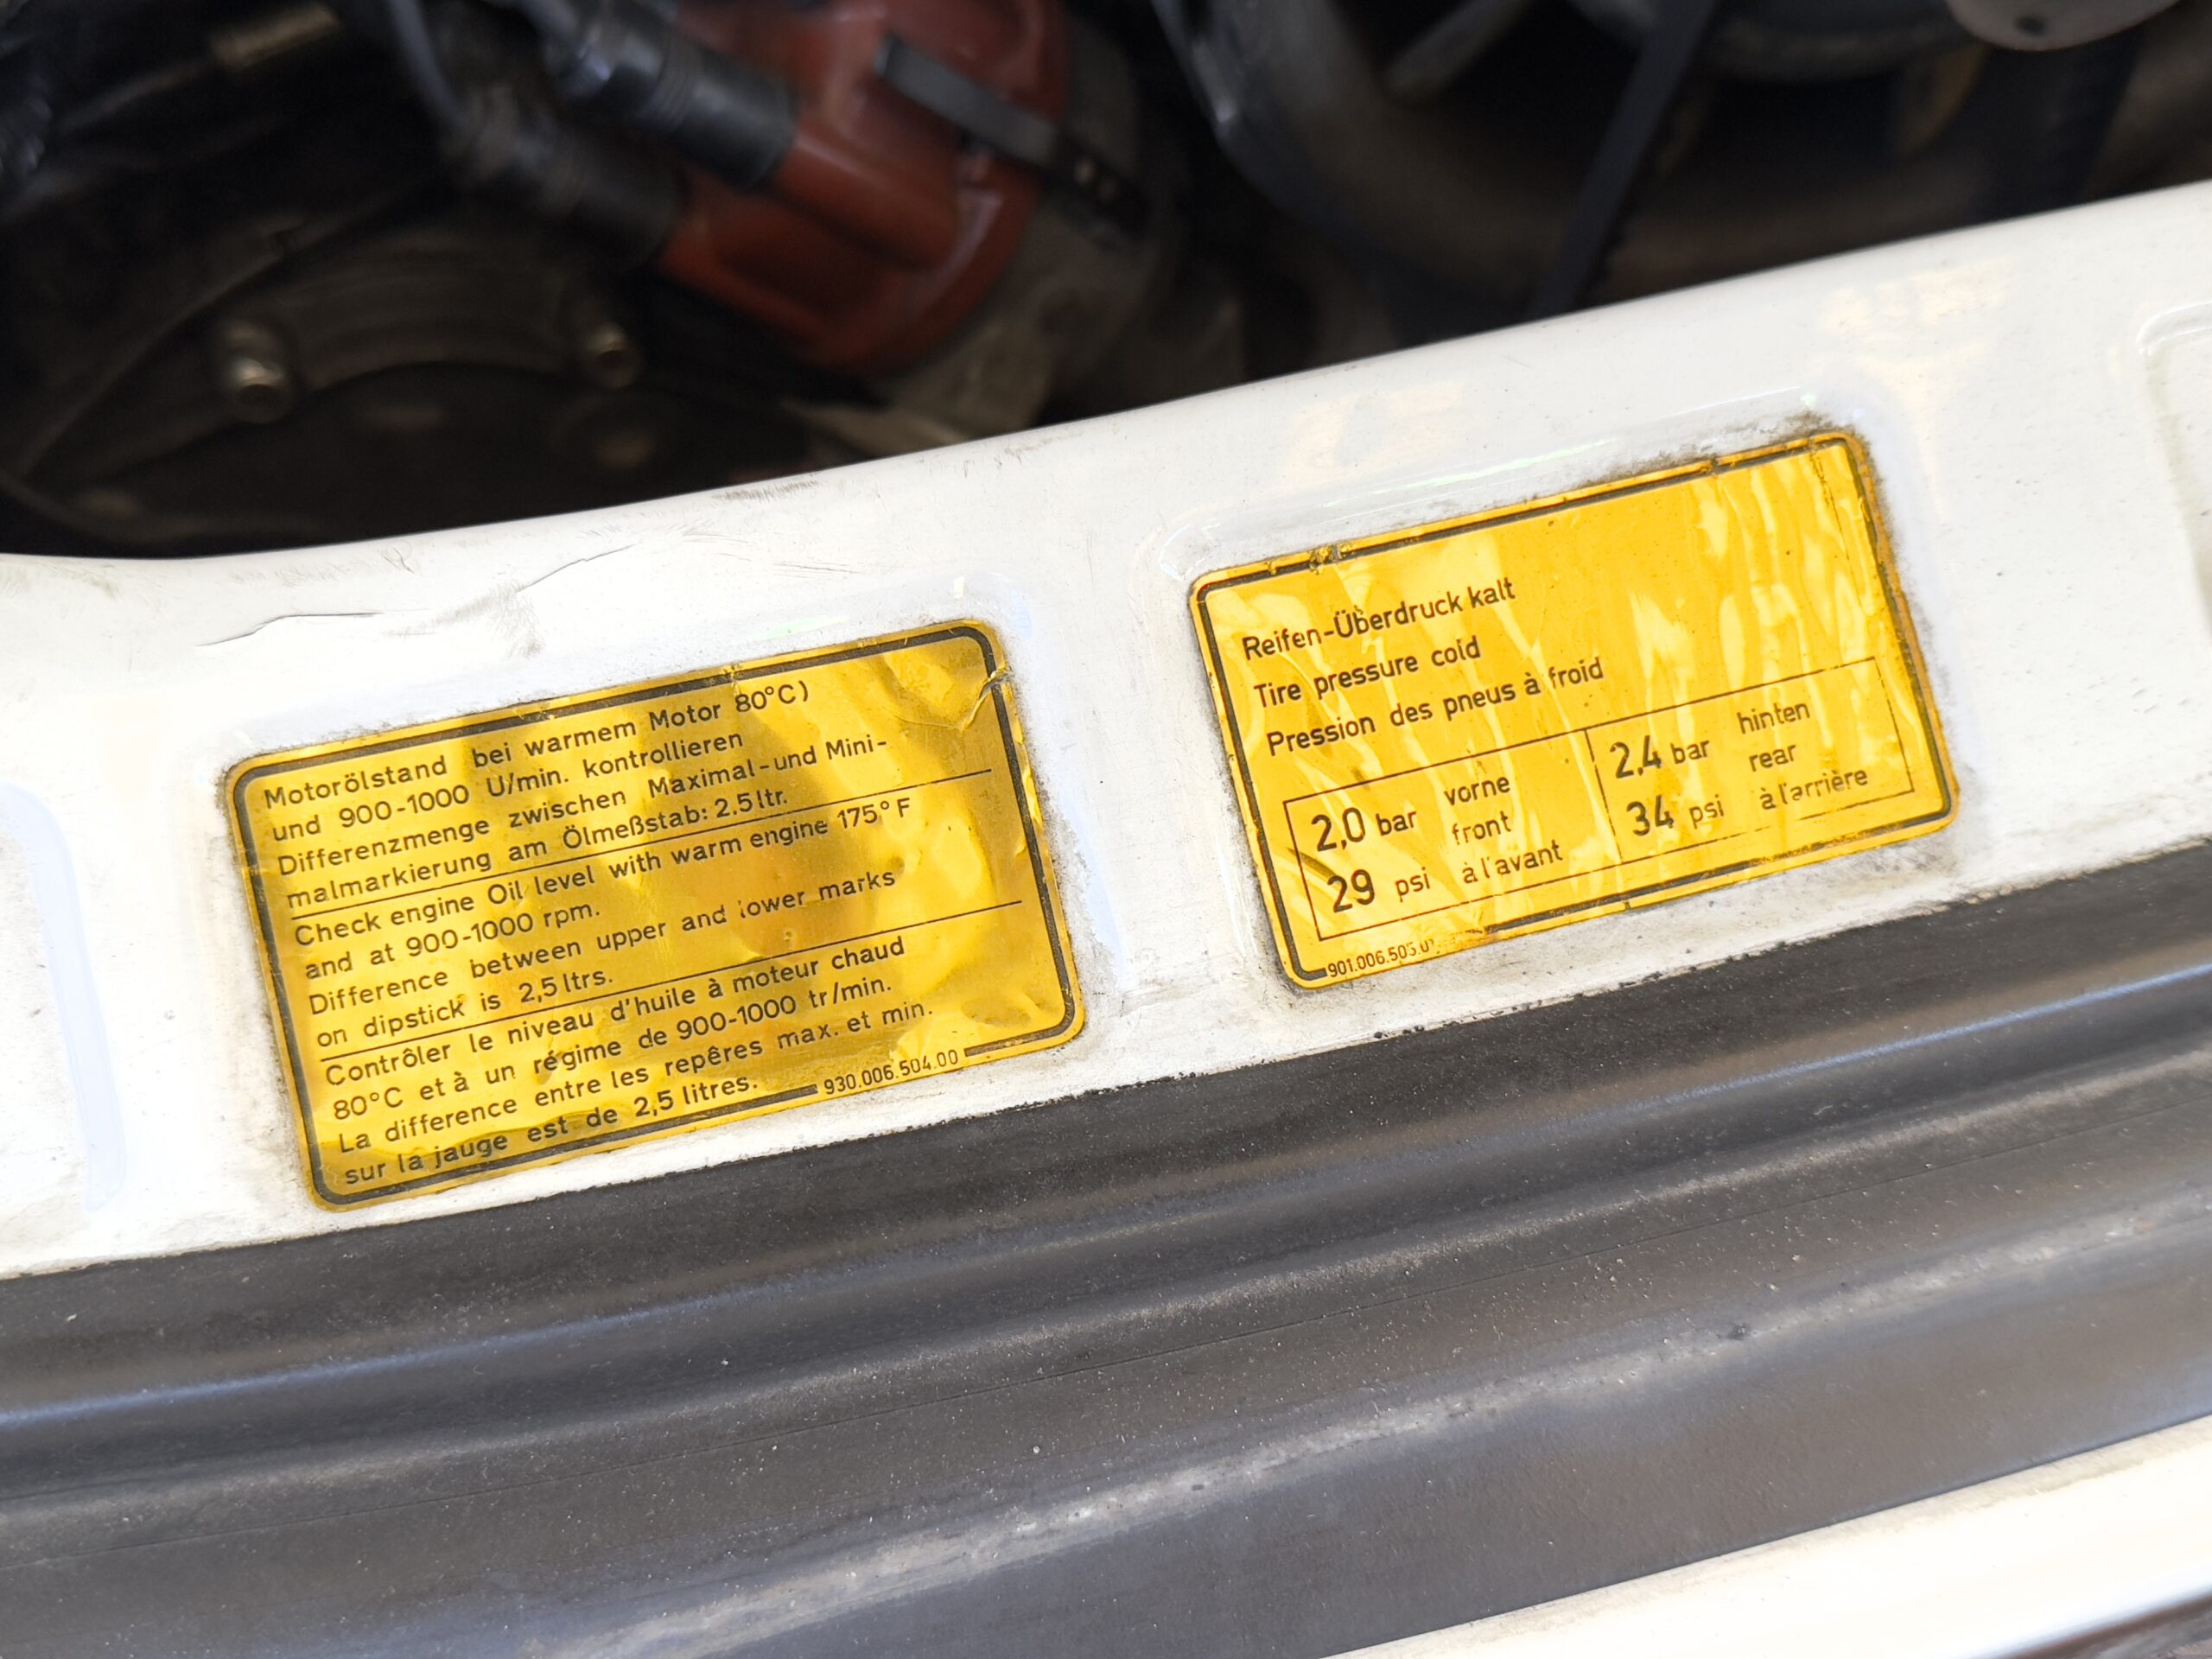 Motorölstand bei warmem Motor 80°C)
und 900-1000 U/min. kontrollieren
Differenzmenge zwischen Maximal-und Mini-
malmarkierung am Ölmeßstab: 2.5 ltr.
Check engine Oil level with warm engine 175°F
and at 900-1000 rpm.
Difference between upper and lower marks
on dipstick is 2,5 ltrs.
Contrôler le niveau d'huile à moteur chaud
80°C et à un régime de 900-1000 tr/min.
La difference entre les repêres max. et min.
sur la jauge est de 2,5 litres.
930.006.504.00
Reifen-Überdruck kalt
Tire pressure cold
Pression des pneus à froid
2,0 bar vorne
front
29 psi à l'avant
2,4 bar hinten
rear
34 psi à l'arrière